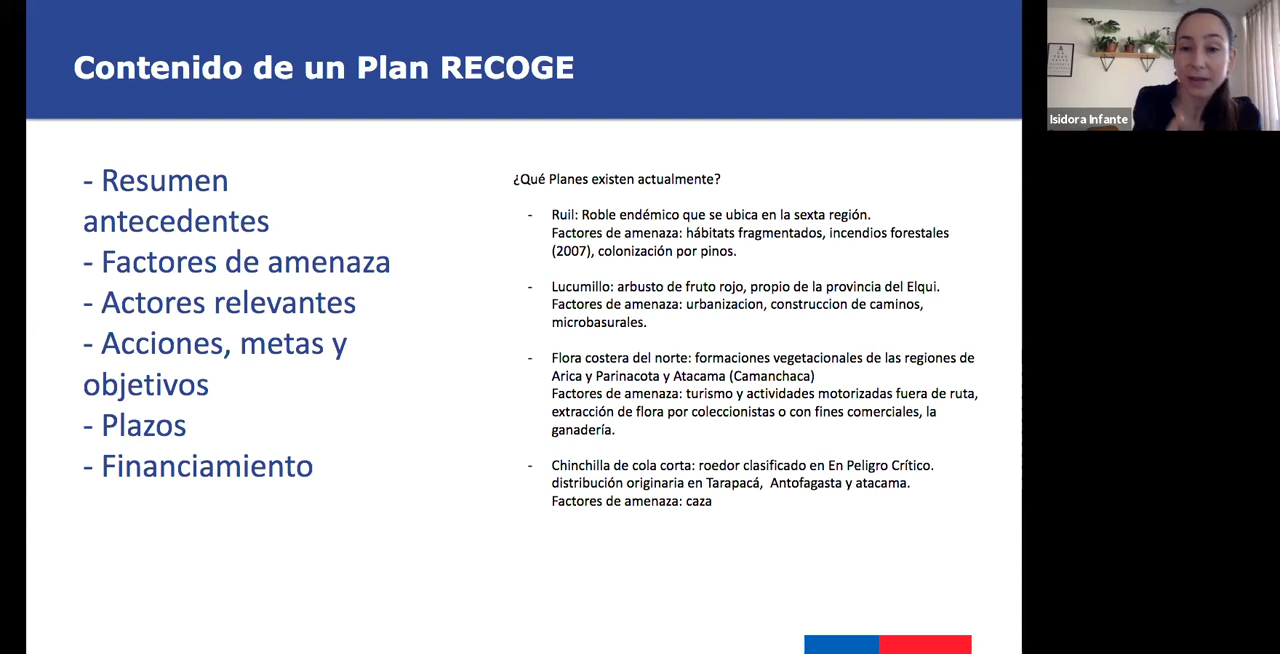 Contenido de un Plan RECOGE
- Resumen
antecedentes
- Factores de amenaza
- Actores relevantes
- Acciones, metas y
objetivos
- Plazos
- Financiamiento
¿Qué Planes existen actualmente?
- Ruil: Roble endémico que se ubica en la sexta región.
Factores de amenaza: hábitats fragmentados, incendios forestales
(2007), colonización por pinos.
- Lucumillo: arbusto de fruto rojo, propio de la provincia del Elqui.
Factores de amenaza: urbanizacion, construccion de caminos,
microbasurales.
- Flora costera del norte: formaciones vegetacionales de las regiones de
Arica y Parinacota y Atacama (Camanchaca)
Factores de amenaza: turismo y actividades motorizadas fuera de ruta,
extracción de flora por coleccionistas o con fines comerciales, la
ganadería.
- Chinchilla de cola corta: roedor clasificado en En Peligro Crítico.
distribución originaria en Tarapacá, Antofagasta y atacama.
Factores de amenaza: caza
Isidora Infante